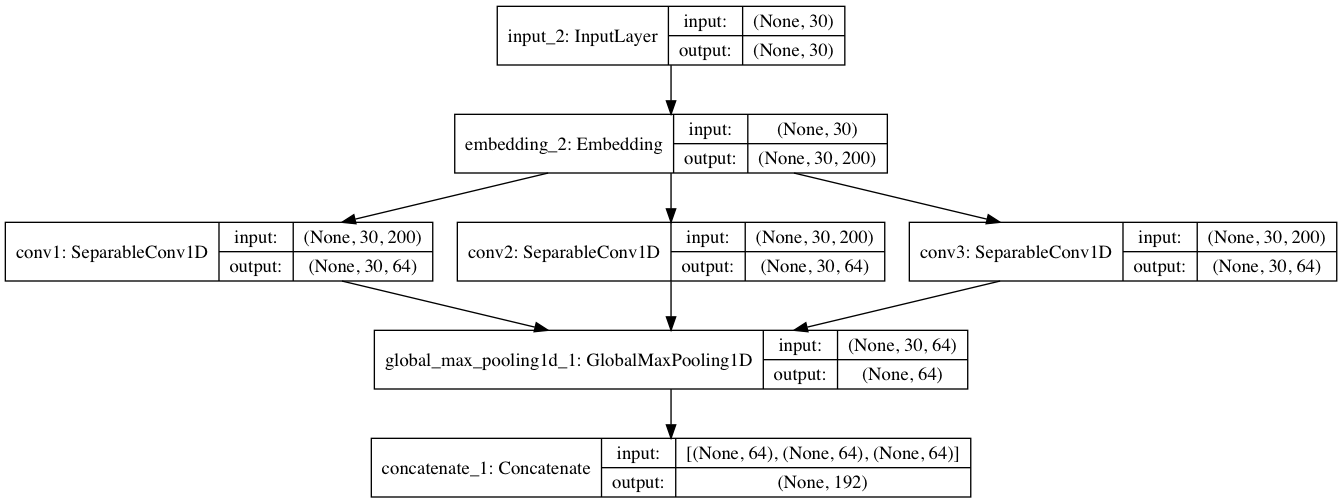 input_2: InputLayer
input:
(None, 30)
output:
(None, 30)
embedding_2: Embedding
input:
(None, 30)
output:
(None, 30, 200)
conv1: SeparableConv1D
input:
(None, 30, 200)
output:
(None, 30, 64)
conv2: SeparableConv1D
input:
(None, 30, 200)
output:
(None, 30, 64)
conv3: SeparableConv1D
input:
(None, 30, 200)
output:
(None, 30, 64)
global_max_pooling1d_1: GlobalMaxPooling1D
input:
(None, 30, 64)
output:
(None, 64)
concatenate_1: Concatenate
input:
[(None, 64), (None, 64), (None, 64)]
output:
(None, 192)